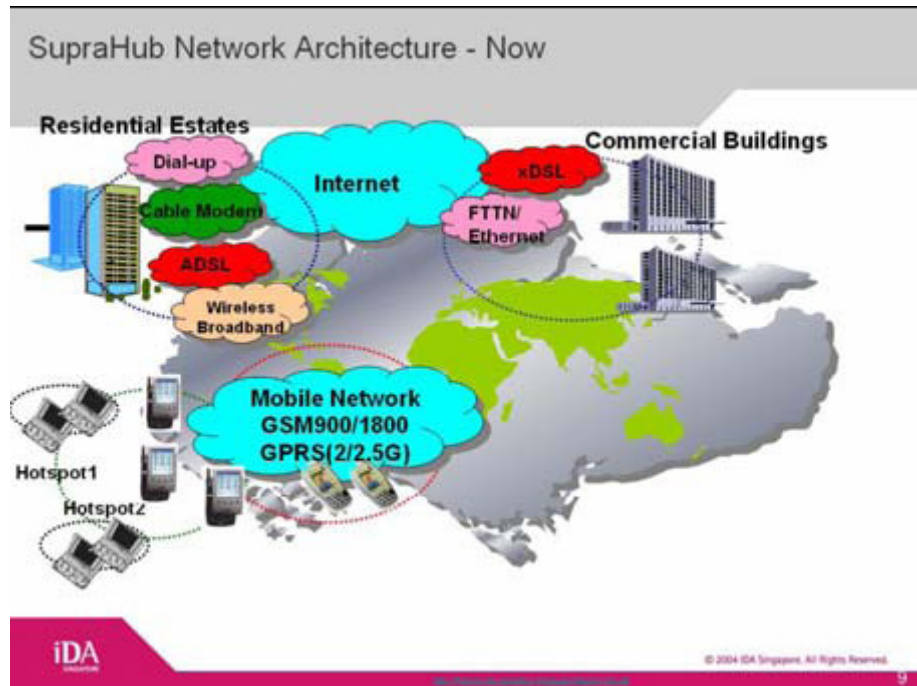 SupraHub Network Architecture - Now
Residential Estates
Dial-up
Cable Modem
ADSL
Wireless
Broadband
Internet
Commercial Buildings
xDSL
FTTN/
Ethernet
Mobile Network
GSM900/1800
GPRS(2/2.5G)
Hotspot1
Hotspot2
iDA
SINGAPORE
© 2004 IDA Singapore. All Rights Reserved.
9